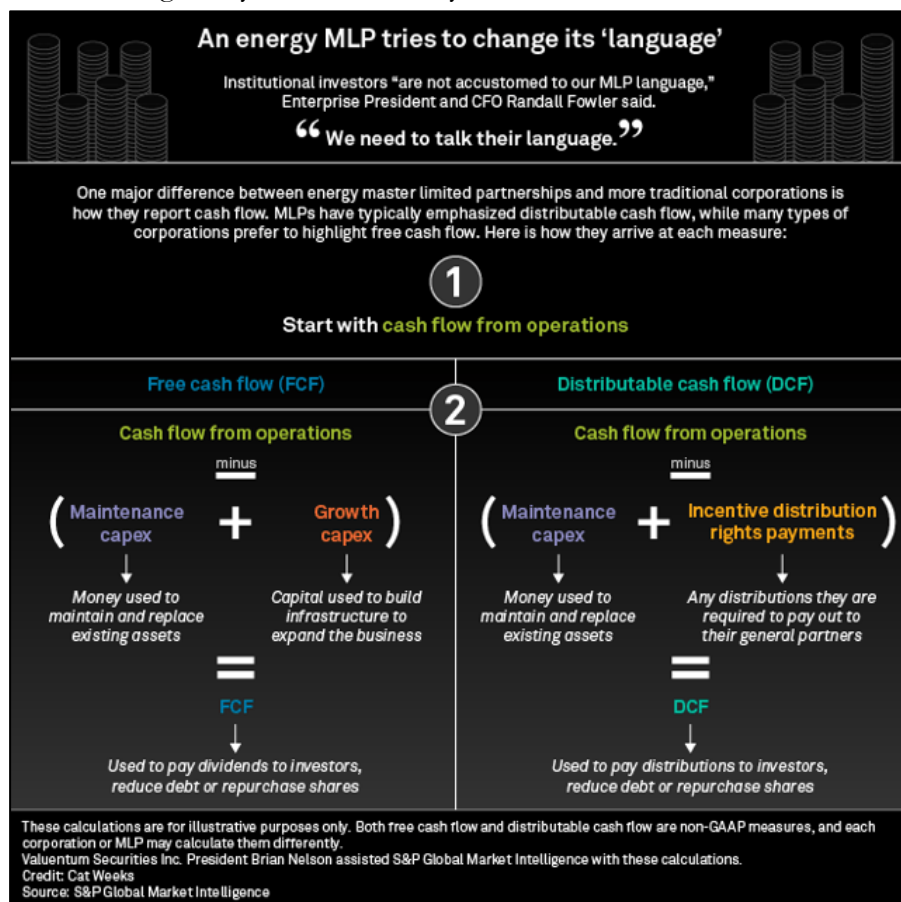 An energy MLP tries to change its ‘language’
Institutional investors “are not accustomed to our MLP language,”
Enterprise President and CFO Randall Fowler said.
“We need to talk their language.”
One major difference between energy master limited partnerships and more traditional corporations is
how they report cash flow. MLPs have typically emphasized distributable cash flow, while many types of
corporations prefer to highlight free cash flow. Here is how they arrive at each measure:
1
Start with cash flow from operations
2
Free cash flow (FCF)
Cash flow from operations
minus
(Maintenance
capex
+
Growth
capex)
Money used to
maintain and replace
existing assets
Capital used to build
infrastructure to
expand the business
=
FCF
Used to pay dividends to investors,
reduce debt or repurchase shares
Distributable cash flow (DCF)
Cash flow from operations
minus
(Maintenance
capex
+
Incentive distribution
rights payments)
Money used to
maintain and replace
existing assets
Any distributions they are
required to pay out to
their general partners
=
DCF
Used to pay distributions to investors,
reduce debt or repurchase shares
These calculations are for illustrative purposes only. Both free cash flow and distributable cash flow are non-GAAP measures, and each
corporation or MLP may calculate them differently.
Valuentum Securities Inc. President Brian Nelson assisted S&P Global Market Intelligence with these calculations.
Credit: Cat Weeks
Source: S&P Global Market Intelligence